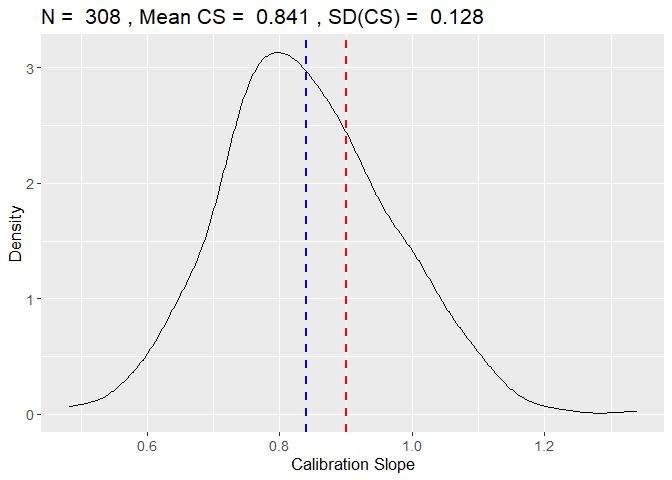 N =  308 , Mean CS =  0.841 , SD(CS) =  0.128
3
2
1
0
Density
0.6 0.8 1.0 1.2
Calibration Slope